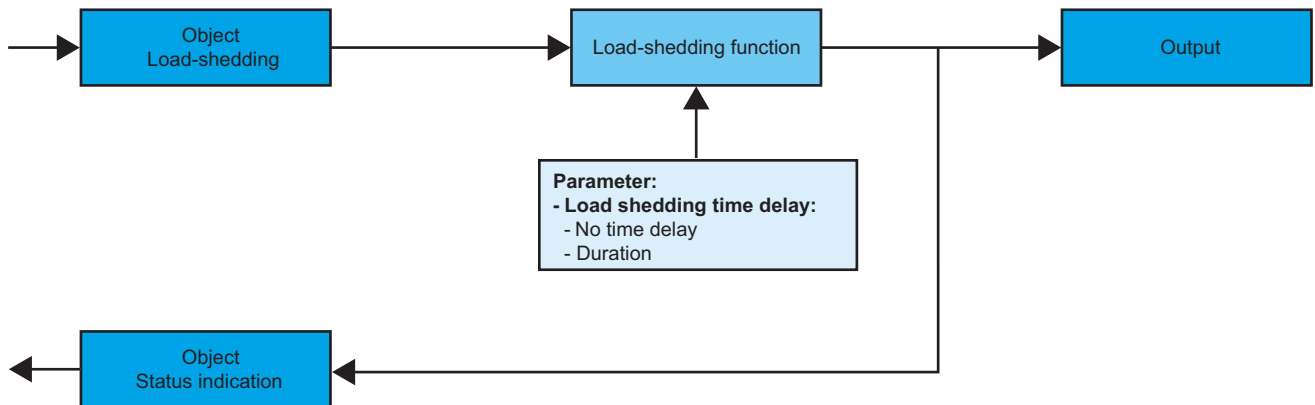 Object
Load-shedding
Load-shedding function
Output
Parameter:
- Load shedding time delay:
- No time delay
- Duration
Object
Status indication